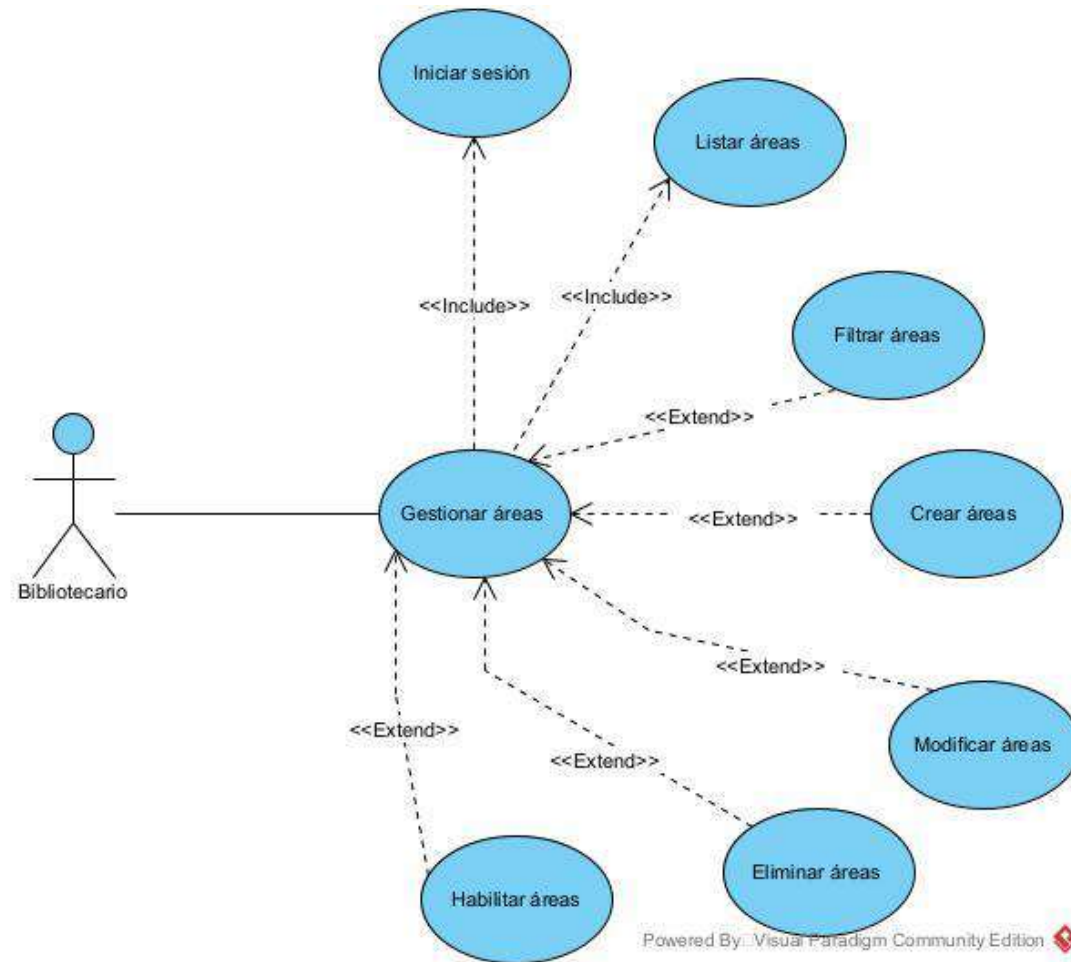 Iniciar sesión
Listar áreas
<<Include>>
<<Include>>
Filtrar áreas
<<Extend>>
Gestionar áreas
<<Extend>>
Crear áreas
Bibliotecario
<<Extend>>
<<Extend>>
Modificar áreas
<<Extend>>
Eliminar áreas
Habilitar áreas
Powered By: Visual Paradigm Community Edition